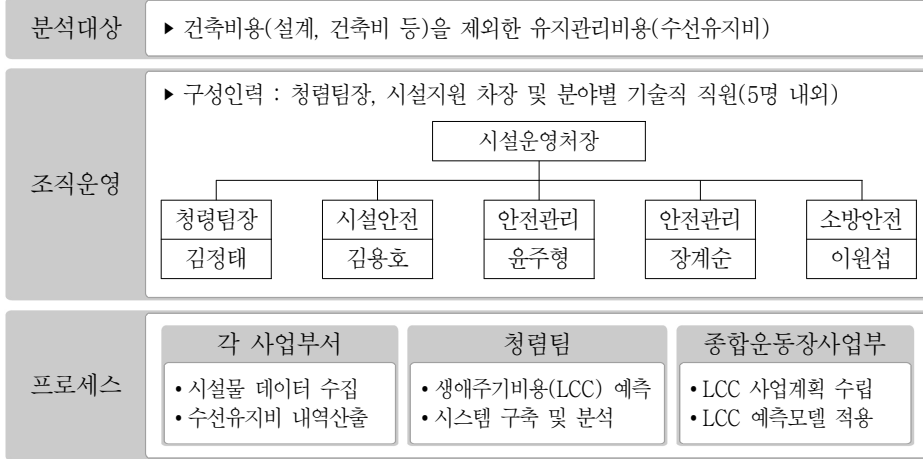 분석대상
▶ 건축비용(설계, 건축비 등)을 제외한 유지관리비용(수선유지비)
조직운영
▶ 구성인력 : 청렴팀장, 시설지원 차장 및 분야별 기술직 직원(5명 내외)
시설운영처장
청령팀장 시설안전 안전관리 안전관리 소방안전
김정태 김용호 윤주형 장계순 이원섭
프로세스
각 사업부서
• 시설물 데이터 수집
• 수선유지비 내역산출
청렴팀
• 생애주기비용(LCC) 예측
• 시스템 구축 및 분석
종합운동장사업부
• LCC 사업계획 수립
• LCC 예측모델 적용